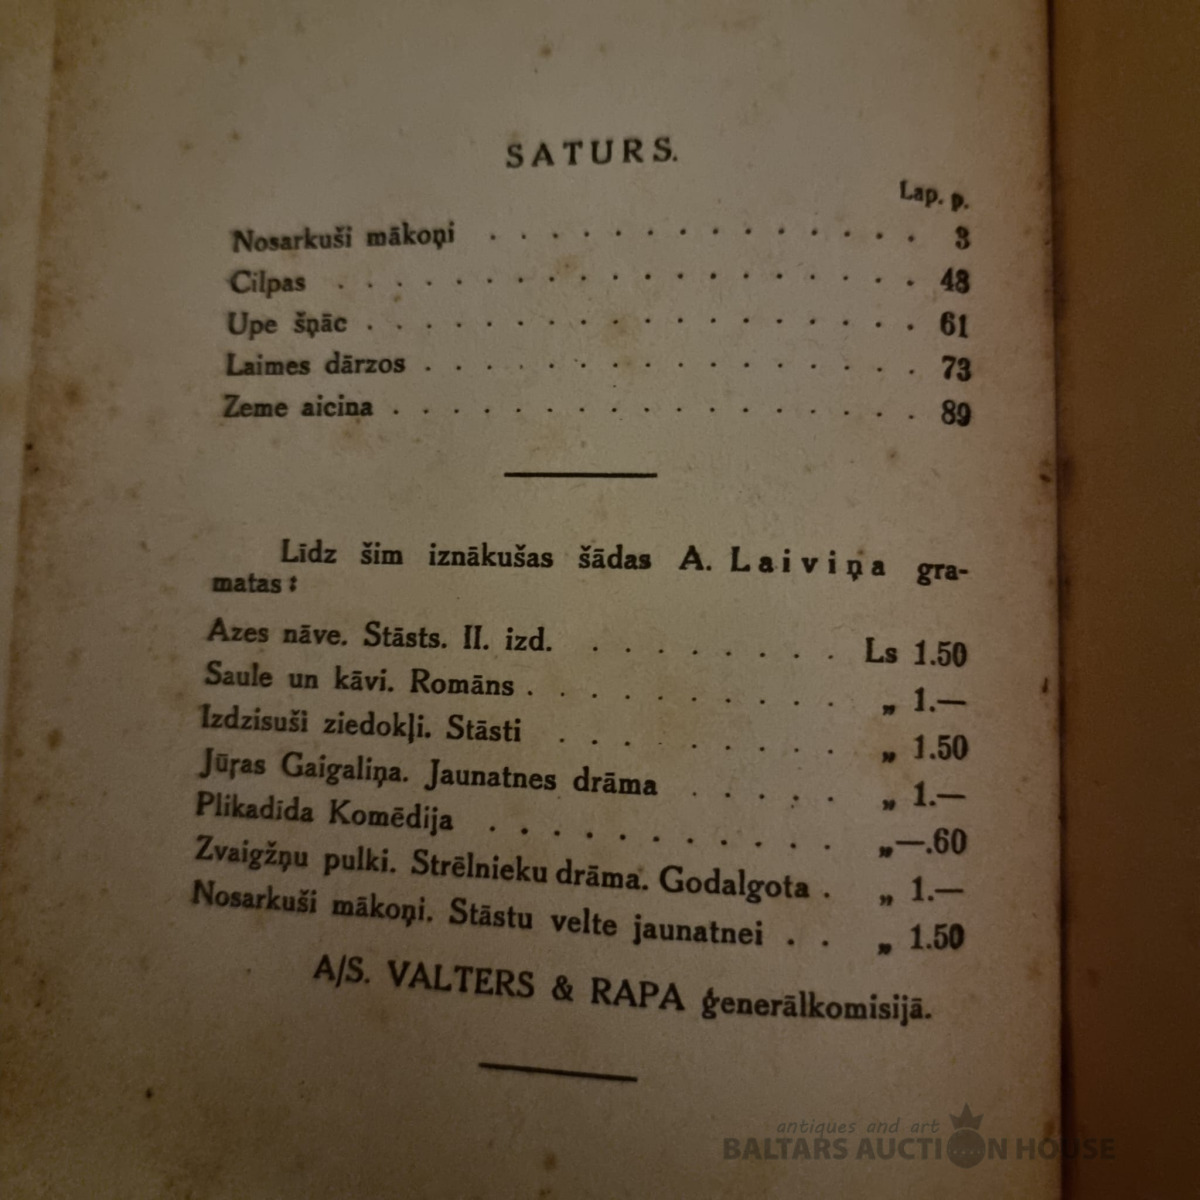 SATURS.
Lap. p.
Nosarkuši mākoņi . . . . . . . . . . . . . . 3
Cilpas . . . . . . . . . . . . . . . . . . 48
Upe šņāc . . . . . . . . . . . . . . . . . 61
Laimes dārzos . . . . . . . . . . . . . . . 73
Zeme aicina . . . . . . . . . . . . . . . . 89
Līdz šim iznākušas šādas A. Laiviņa gra-
matas:
Azes nāve. Stāsts. II. izd. . . . . . . . . Ls 1.50
Saule un kāvi. Romāns . . . . . . . . . . „ 1.—
Izdzisuši ziedokļi. Stāsti . . . . . . . . . „ 1.50
Jūŗas Gaigaliņa. Jaunatnes drāma . . . . . „ 1.—
Plikadīda Komēdija . . . . . . . . . . . „—.60
Zvaigžņu pulki. Strēlnieku drāma. Godalgota . „ 1.—
Nosarkuši mākoņi. Stāstu velte jaunatnei . . „ 1.50
A/S. VALTERS & RAPA ģenerālkomisijā.
antiques and art
BALTARS AUCTION HOUSE